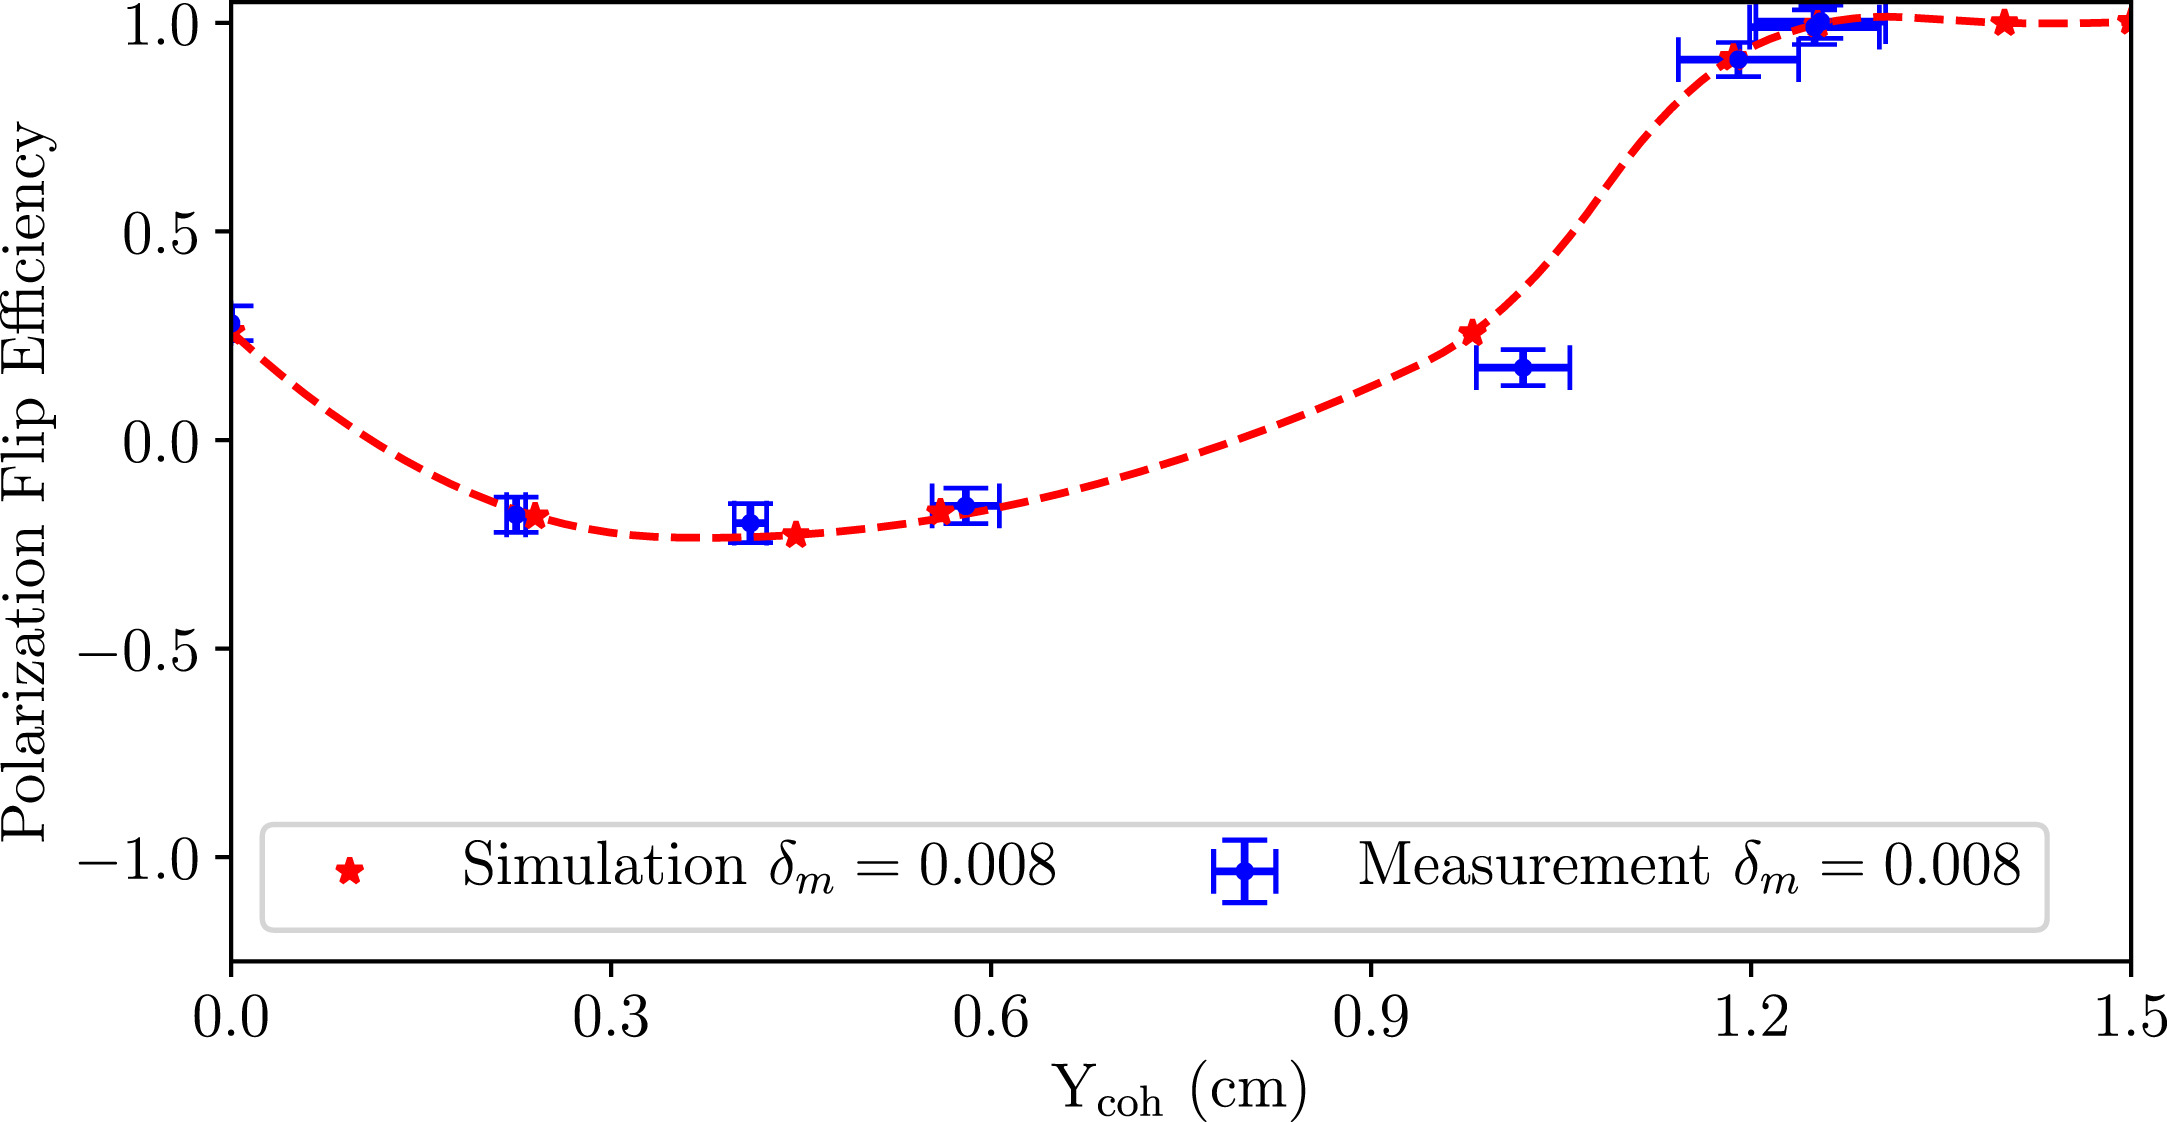 Polarization Flip Efficiency
1.0
0.5
0.0
−0.5
−1.0
Simulation δm = 0.008
Measurement δm = 0.008
0.0 0.3 0.6 0.9 1.2 1.5
Ycoh (cm)